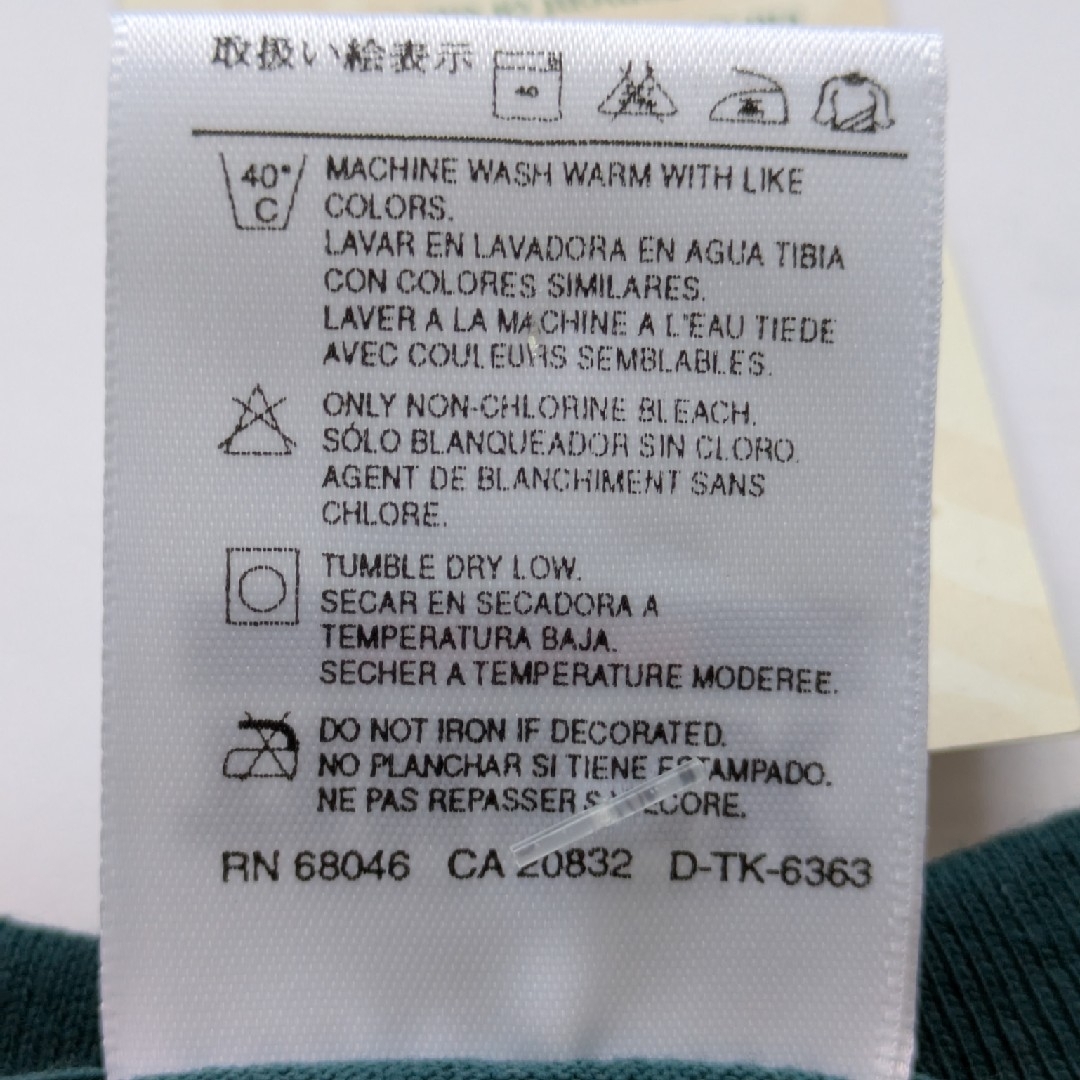 取扱い絵表示
40
40°
C
MACHINE WASH WARM WITH LIKE
COLORS.
LAVAR EN LAVADORA EN AGUA TIBIA
CON COLORES SIMILARES.
LAVER A LA MACHINE A L'EAU TIEDE
AVEC COULEURS SEMBLABLES.
ONLY NON-CHLORINE BLEACH.
SÓLO BLANQUEADOR SIN CLORO.
AGENT DE BLANCHIMENT SANS
CHLORE.
TUMBLE DRY LOW.
SECAR EN SECADORA A
TEMPERATURA BAJA.
SECHER A TEMPERATURE MODEREE.
DO NOT IRON IF DECORATED.
NO PLANCHAR SI TIENE ESTAMPADO.
NE PAS REPASSER
RN 68046 CA 20832 D-TK-6363